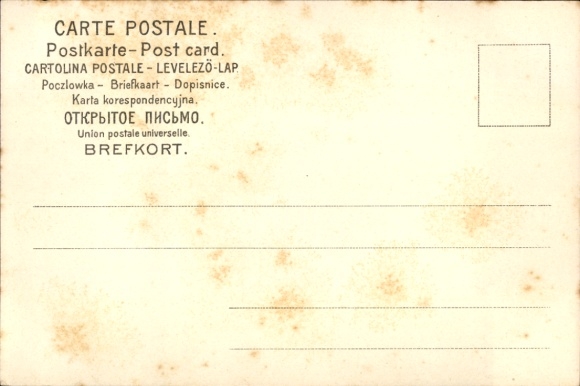 CARTE POSTALE.
Postkarte – Post card.
CARTOLINA POSTALE – LEVELEZÖ-LAP.
Poczlowka – Briefkaart – Dopisnice.
Karta korespondencyjna.
ОТКРЫТОЕ ПИСЬМО.
Union postale universelle.
BREFKORT.